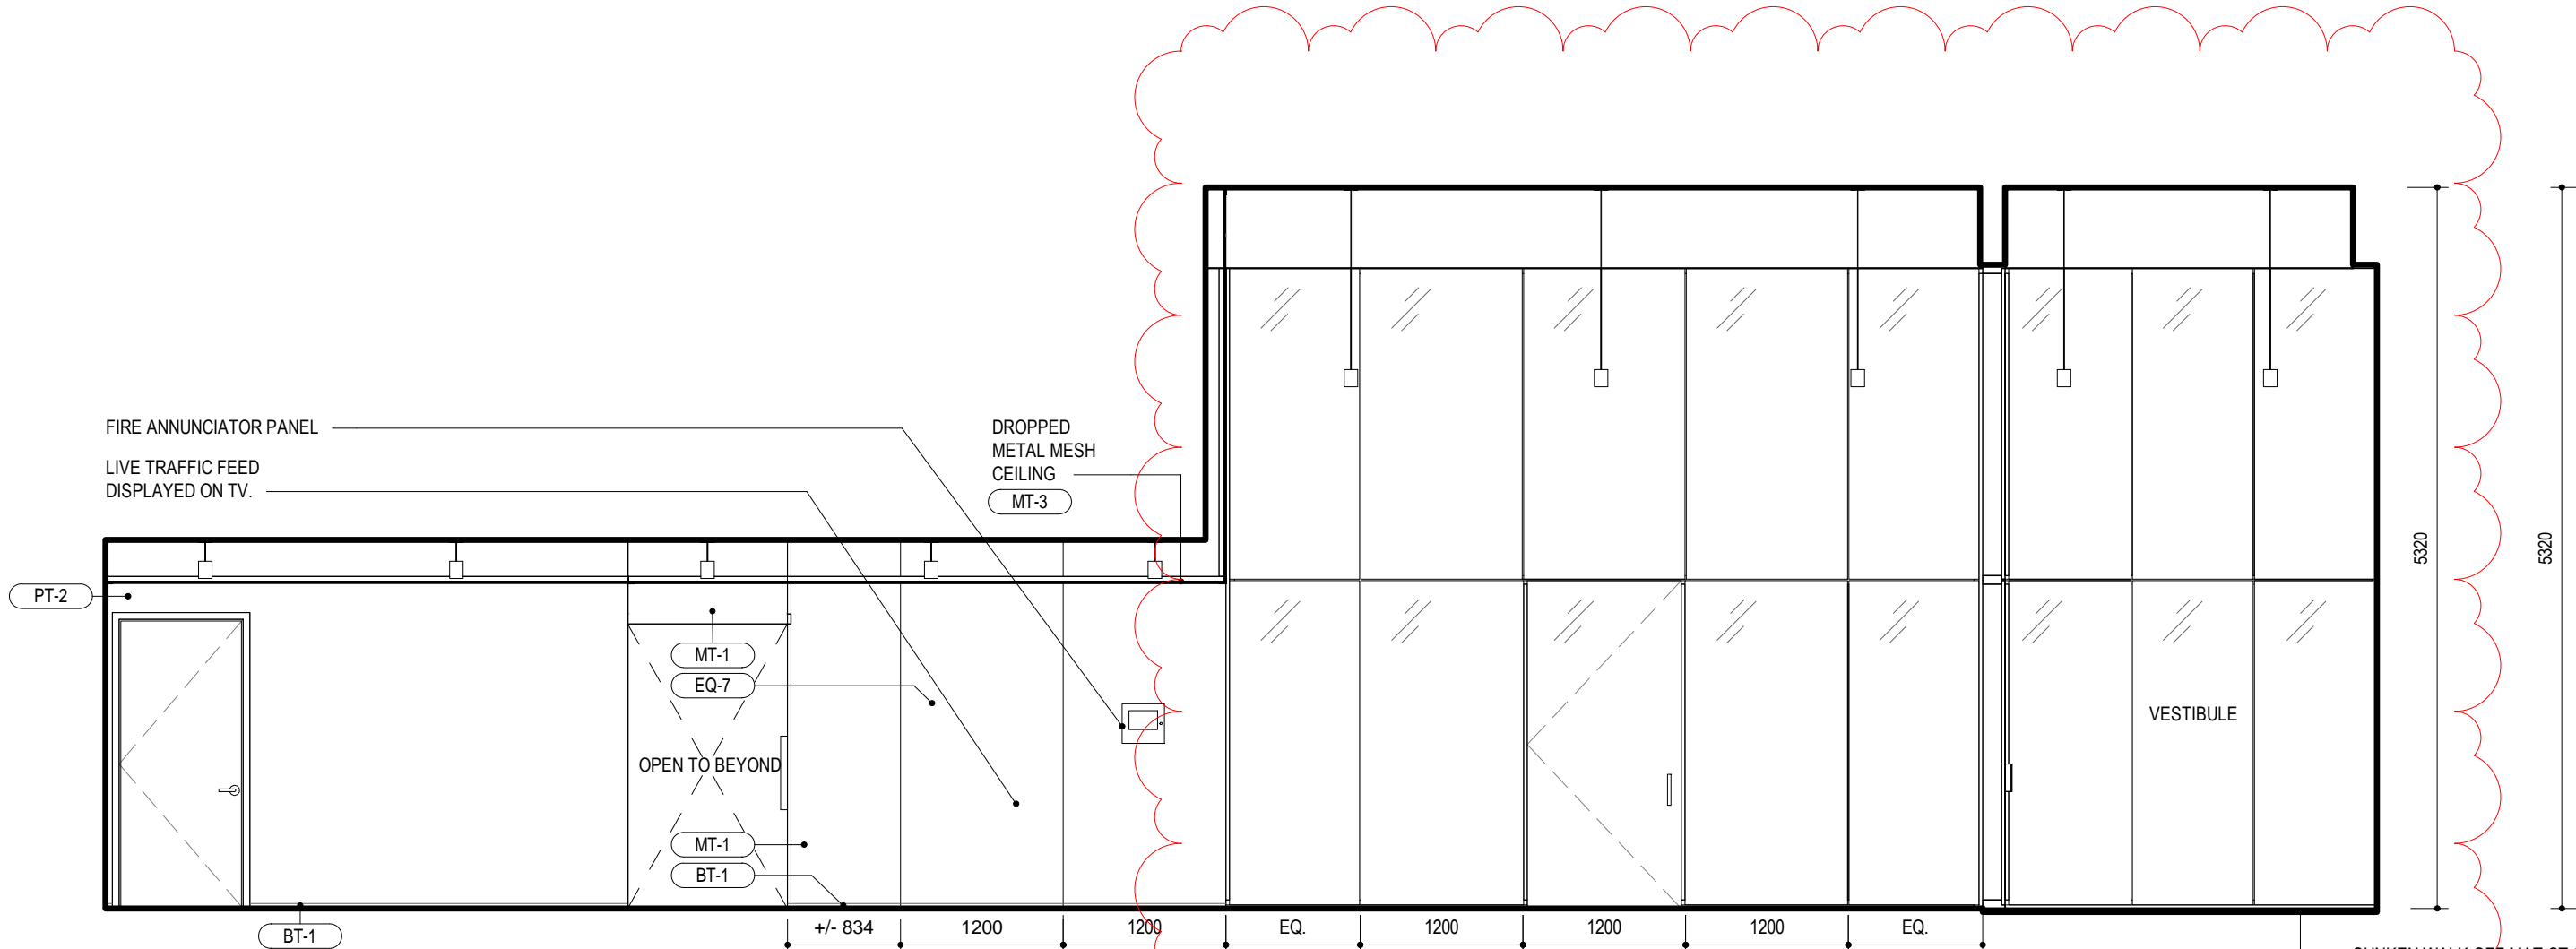 FIRE ANNUNCIATOR PANEL
LIVE TRAFFIC FEED
DISPLAYED ON TV.
DROPPED
METAL MESH
CEILING
MT-3
PT-2
MT-1
EQ-7
OPEN TO BEYOND
MT-1
BT-1
BT-1
VESTIBULE
5320
5320
+/- 834
1200
1200
EQ.
1200
1200
1200
EQ.